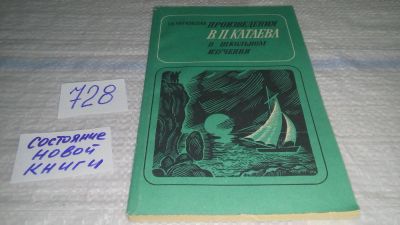 728
Состояние
новой
книги
ПРОИЗВЕДЕНИЯ
В.П. КАТАЕВА
В ШКОЛЬНОМ
ИЗУЧЕНИИ